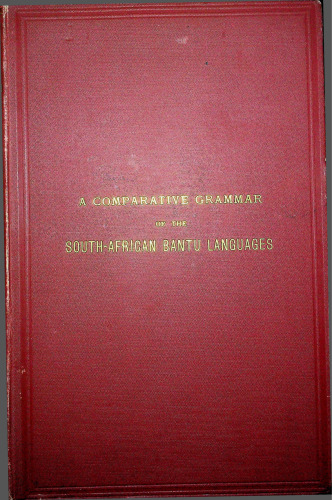 A COMPARATIVE GRAMMAR
OF THE
SOUTH-AFRICAN BANTU LANGUAGES